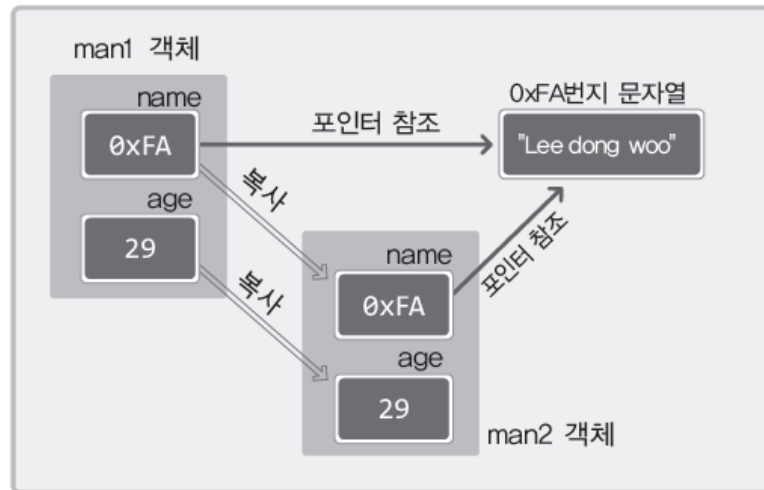 man1 객체
name
0xFA
age
29
포인터 참조
0xFA번지 문자열
"Lee dong woo"
복사
복사
포인터 참조
name
0xFA
age
29
man2 객체